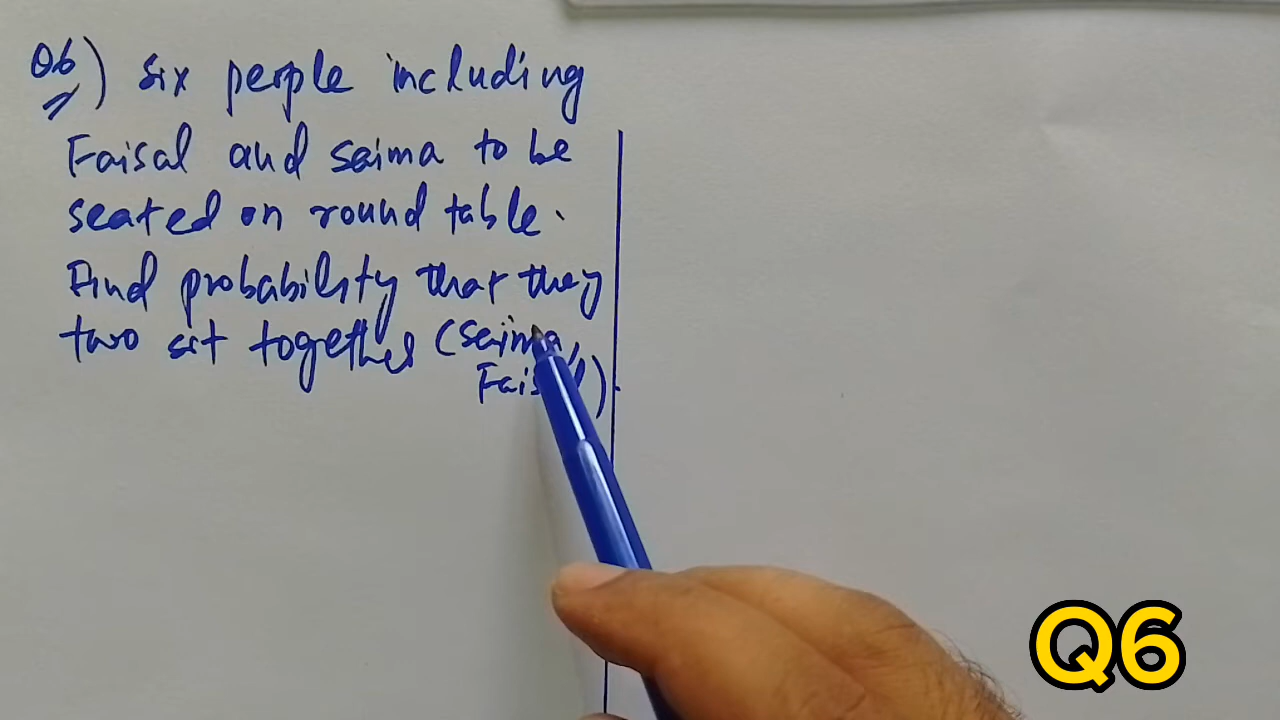 Q6) six people including
Faisal and saima to be
seated on round table.
Find probability that they
two sit together (saima,
Q6